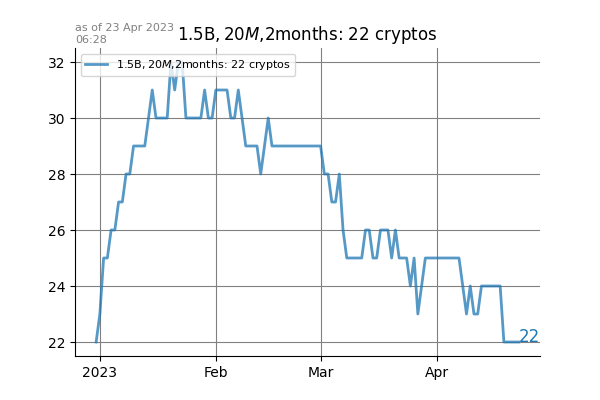 as of 23 Apr 2023
06:28
1.5B, 20M,2months: 22 cryptos
1.5B, 20M,2months: 22 cryptos
32
30
28
26
24
22
22
2023
Feb
Mar
Apr